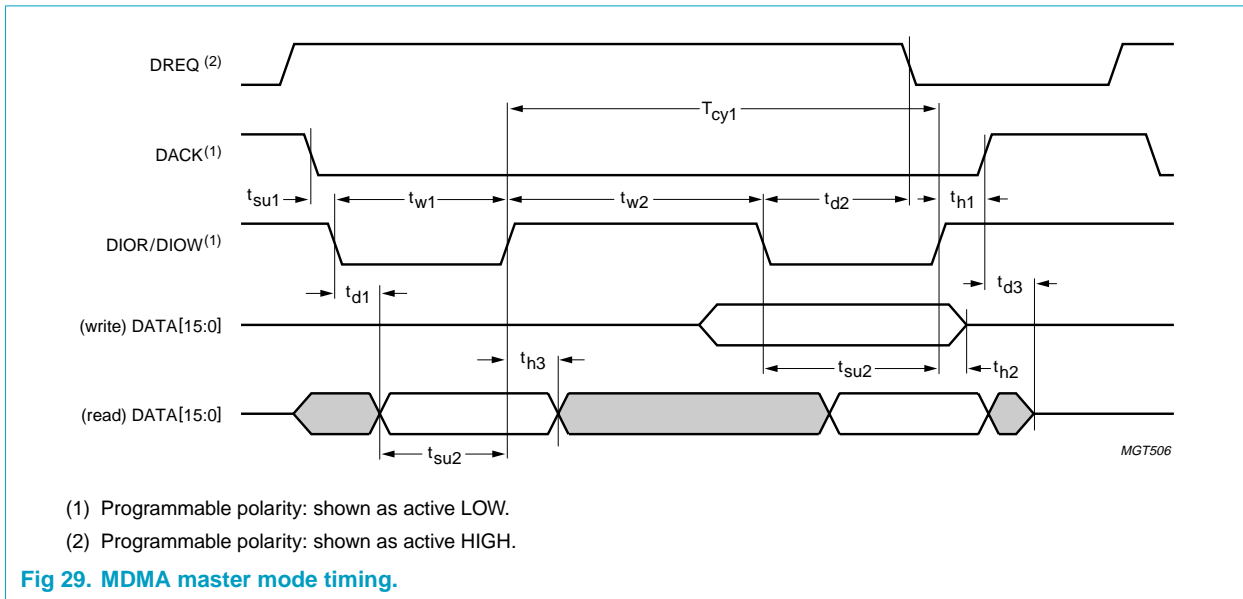 DREQ (2)
Tcy1
DACK(1)
tsu1
tw1
tw2
td2
th1
DIOR/DIOW(1)
td1
td3
(write) DATA[15:0]
th3
tsu2
th2
(read) DATA[15:0]
tsu2
MGT506
(1) Programmable polarity: shown as active LOW.
(2) Programmable polarity: shown as active HIGH.
Fig 29. MDMA master mode timing.